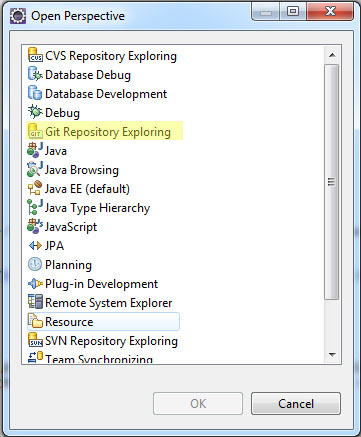 Open Perspective
CVS Repository Exploring
Database Debug
Database Development
Debug
Git Repository Exploring
Java
Java Browsing
Java EE (default)
Java Type Hierarchy
JavaScript
JPA
Planning
Plug-in Development
Remote System Explorer
Resource
SVN Repository Exploring
Team Synchronizing
OK Cancel